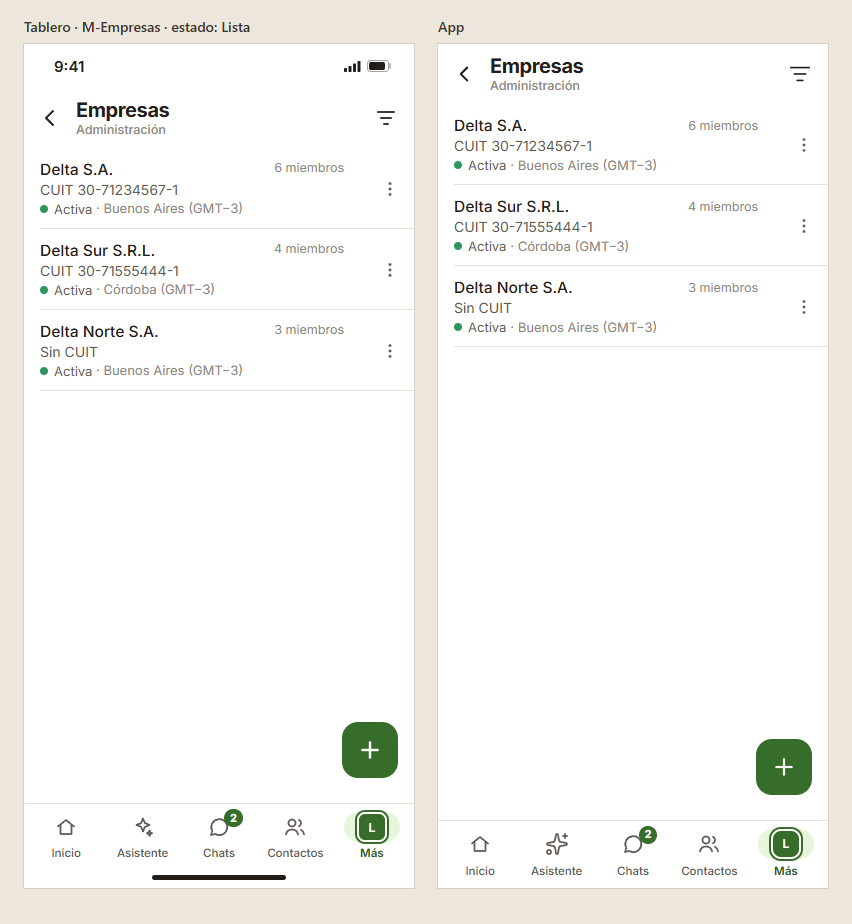 Tablero · M-Empresas · estado: Lista
9:41
Empresas
Administración
Delta S.A.
6 miembros
CUIT 30-71234567-1
Activa · Buenos Aires (GMT−3)
Delta Sur S.R.L.
4 miembros
CUIT 30-71555444-1
Activa · Córdoba (GMT−3)
Delta Norte S.A.
3 miembros
Sin CUIT
Activa · Buenos Aires (GMT−3)
2
L
Inicio
Asistente
Chats
Contactos
Más
App
Empresas
Administración
Delta S.A.
6 miembros
CUIT 30-71234567-1
Activa · Buenos Aires (GMT−3)
Delta Sur S.R.L.
4 miembros
CUIT 30-71555444-1
Activa · Córdoba (GMT−3)
Delta Norte S.A.
3 miembros
Sin CUIT
Activa · Buenos Aires (GMT−3)
2
L
Inicio
Asistente
Chats
Contactos
Más